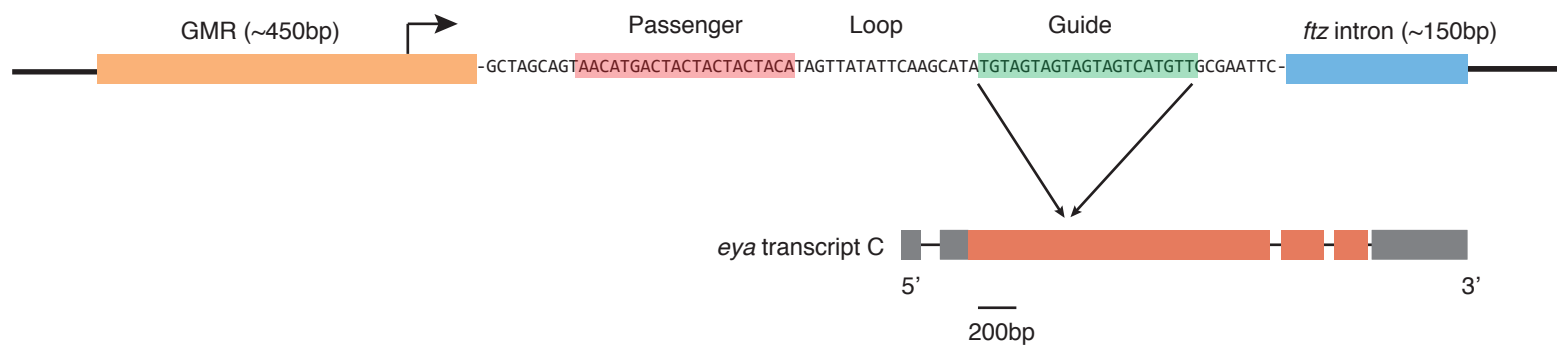 GMR (~450bp) Passenger Loop Guide ftz intron (~150bp)
-GCTAGCAGTAACATGACTACTACTACTACATAGTTATATTCAAGCATATGTAGTAGTAGTAGTCATGTTGCGAATTC-
eya transcript C
5’ 3’
200bp